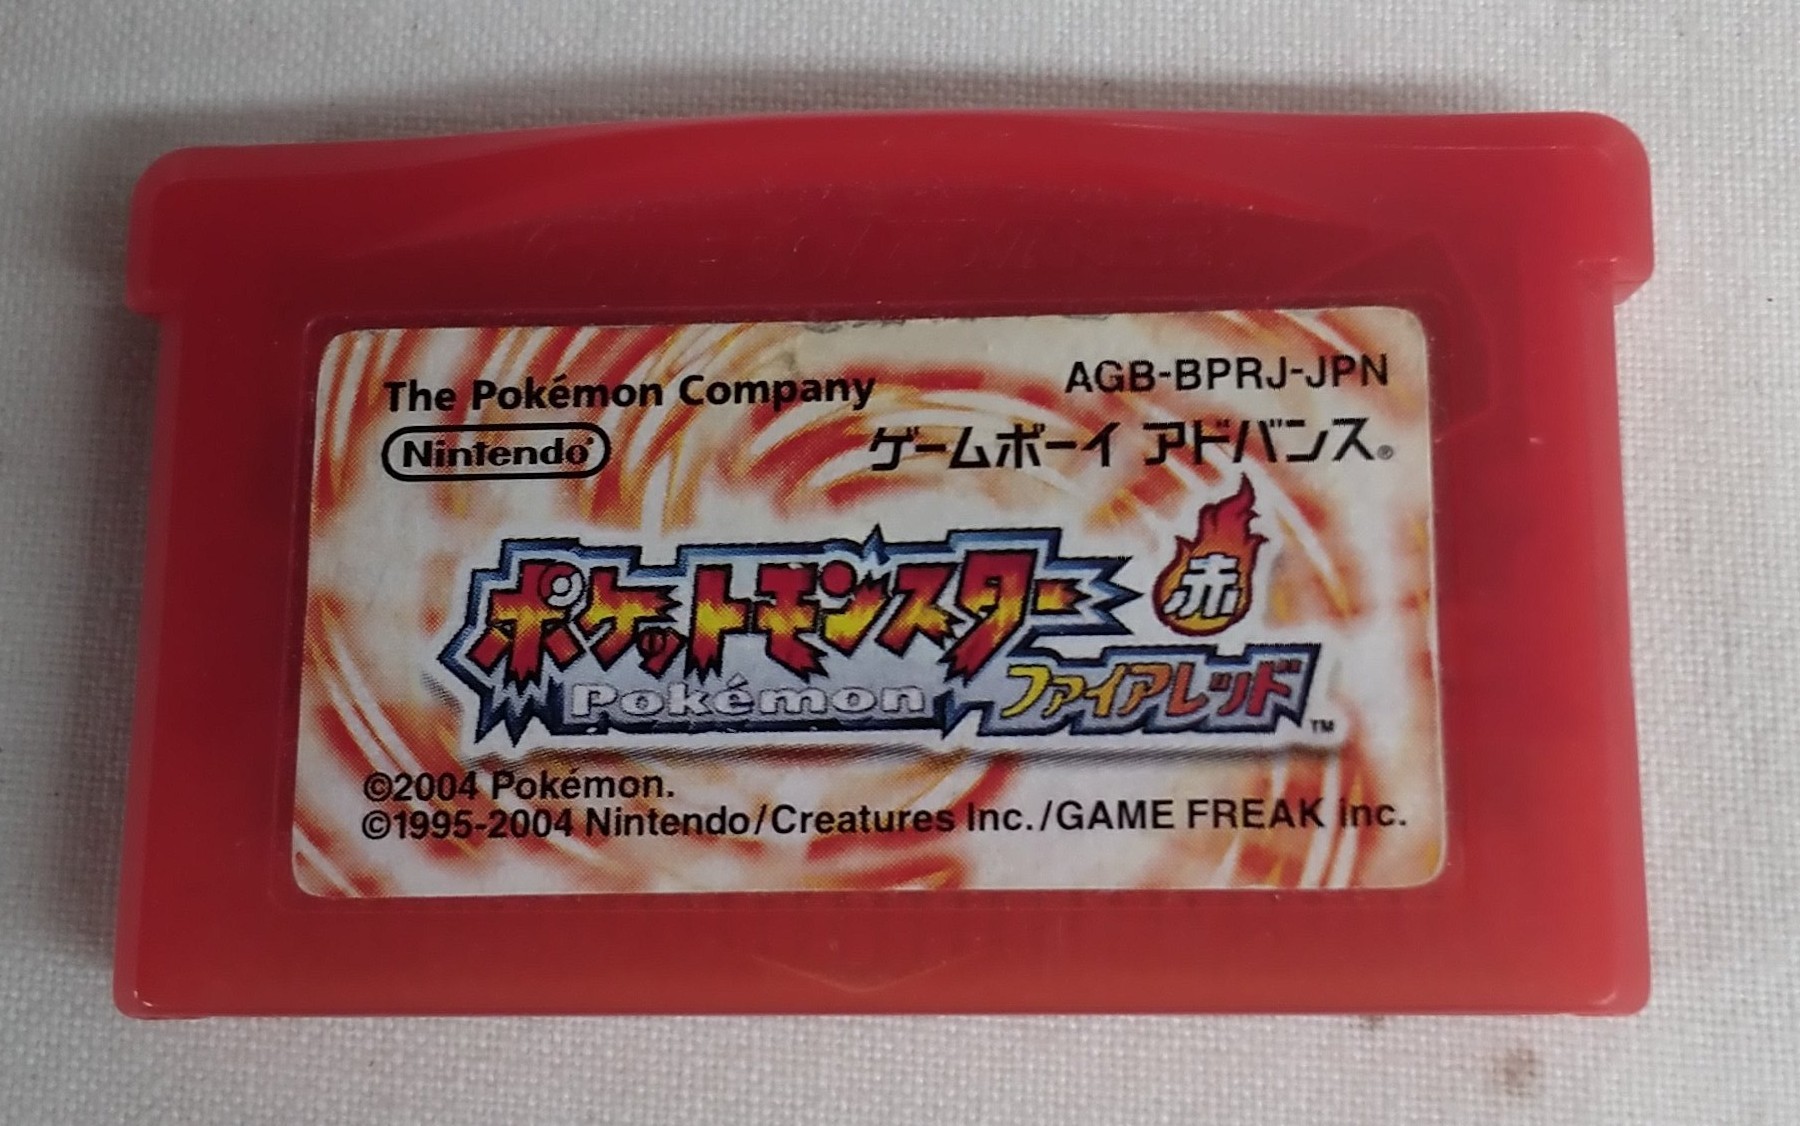 The Pokémon Company
AGB-BPRJ-JPN
Nintendo®
ゲームボーイ アドバンス®
ポケットモンスター
赤
Pokémon
ファイアレッド™
©2004 Pokémon.
©1995-2004 Nintendo/Creatures Inc./GAME FREAK inc.